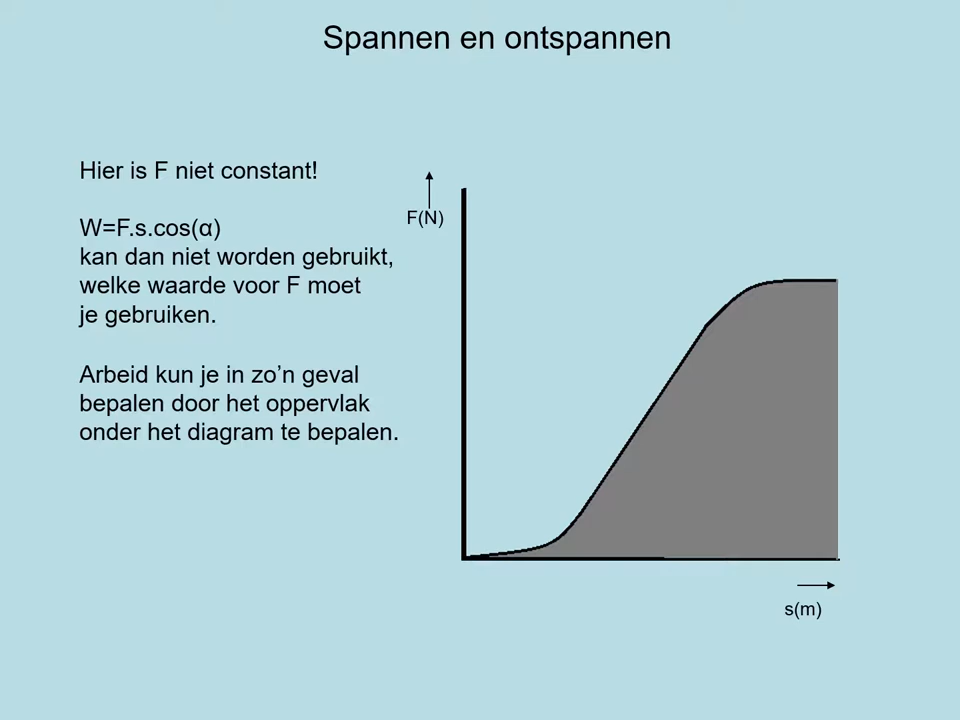 Spannen en ontspannen
Hier is F niet constant!
W=F.s.cos(α)
kan dan niet worden gebruikt,
welke waarde voor F moet
je gebruiken.
Arbeid kun je in zo’n geval
bepalen door het oppervlak
onder het diagram te bepalen.
F(N)
s(m)